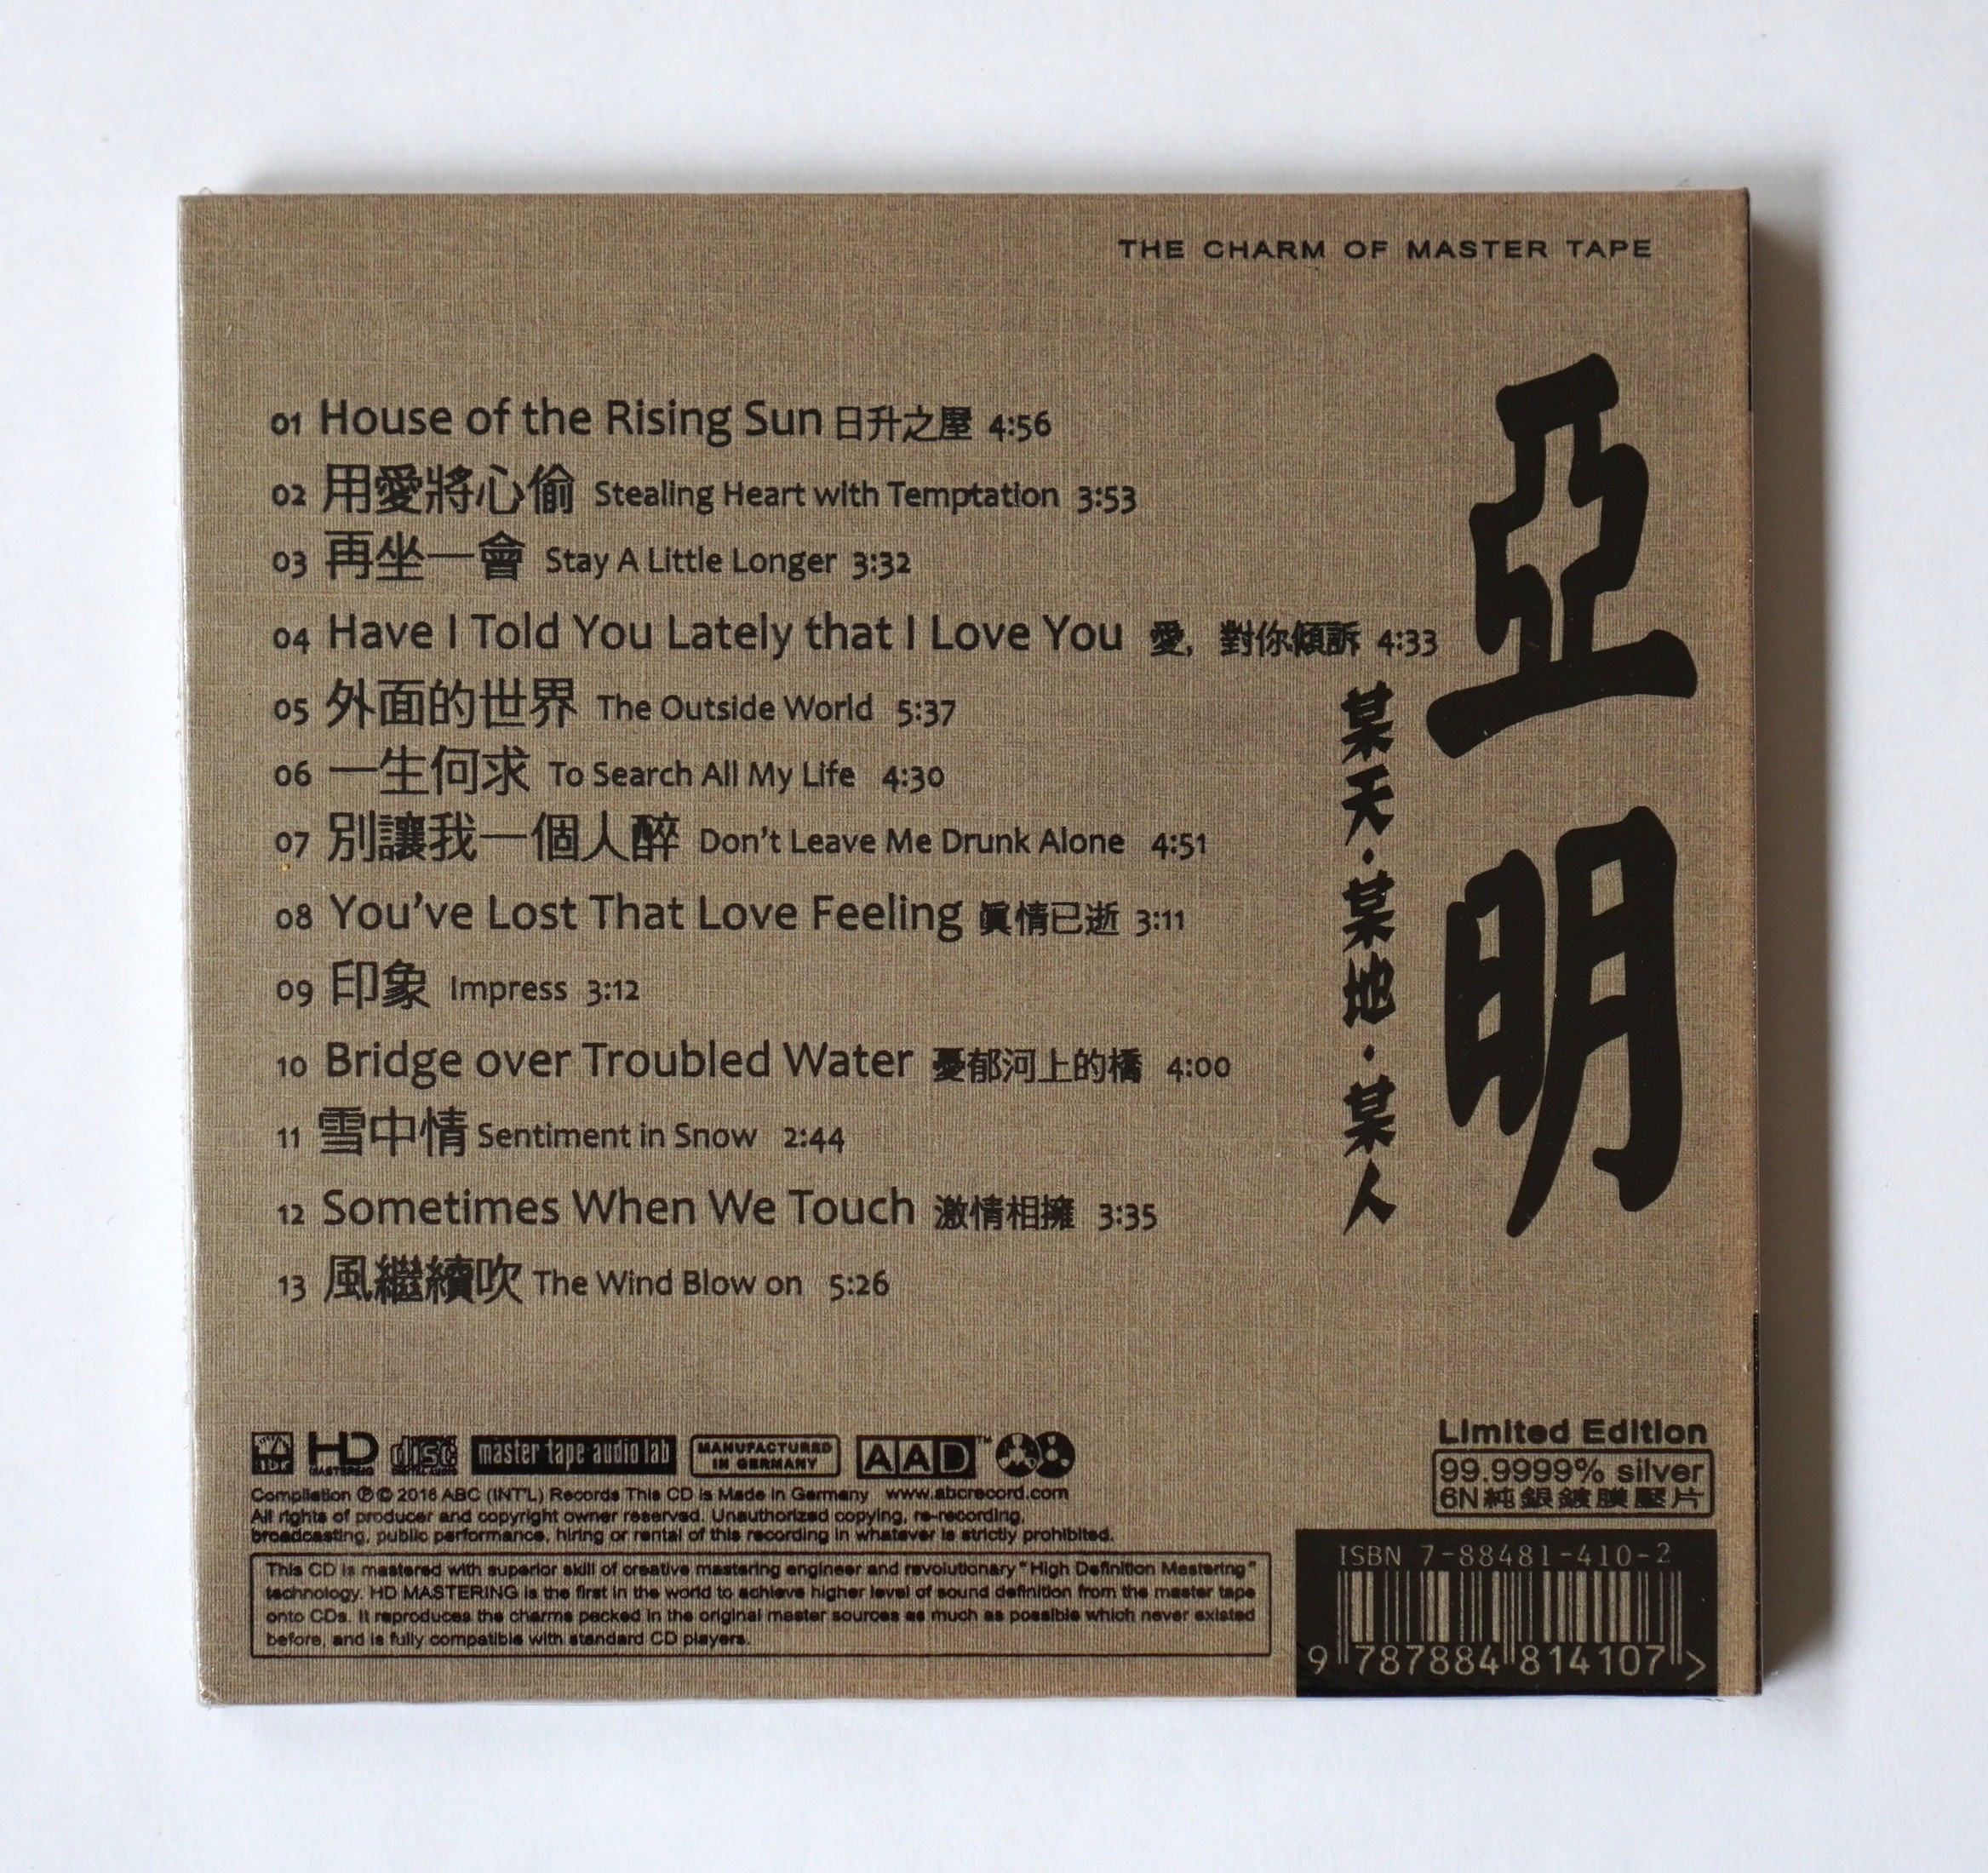 THE CHARM OF MASTER TAPE
01 House of the Rising Sun 日升之屋 4:56
02 用愛將心偷 Stealing Heart with Temptation 3:53
03 再坐一會 Stay A Little Longer 3:32
04 Have I Told You Lately that I Love You 愛，對你傾訴 4:33
05 外面的世界 The Outside World 5:37
06 一生何求 To Search All My Life 4:30
07 別讓我一個人醉 Don't Leave Me Drunk Alone 4:51
08 You've Lost That Love Feeling 眞情已逝 3:11
09 印象 Impress 3:12
10 Bridge over Troubled Water 憂郁河上的橋 4:00
11 雪中情 Sentiment in Snow 2:44
12 Sometimes When We Touch 激情相擁 3:35
13 風繼續吹 The Wind Blow on 5:26
亞明
某天·某地·某人
HD MASTERING
disc DIGITAL AUDIO
master tape audio lab
MANUFACTURED
IN GERMANY
AAD™
Compilation ℗© 2016 ABC (INT'L) Records This CD is Made in Germany www.abcrecord.com
All rights of producer and copyright owner reserved. Unauthorized copying, re-recording,
broadcasting, public performance, hiring or rental of this recording in whatever is strictly prohibited.
This CD is mastered with superior skill of creative mastering engineer and revolutionary "High Definition Mastering"
technology. HD MASTERING is the first in the world to achieve higher level of sound definition from the master tape
onto CDs. It reproduces the charms packed in the original master sources as much as possible which never existed
before, and is fully compatible with standard CD players.
Limited Edition
99.9999% silver
6N純銀鍍膜壓片
ISBN 7-88481-410-2
9 787884 814107 >